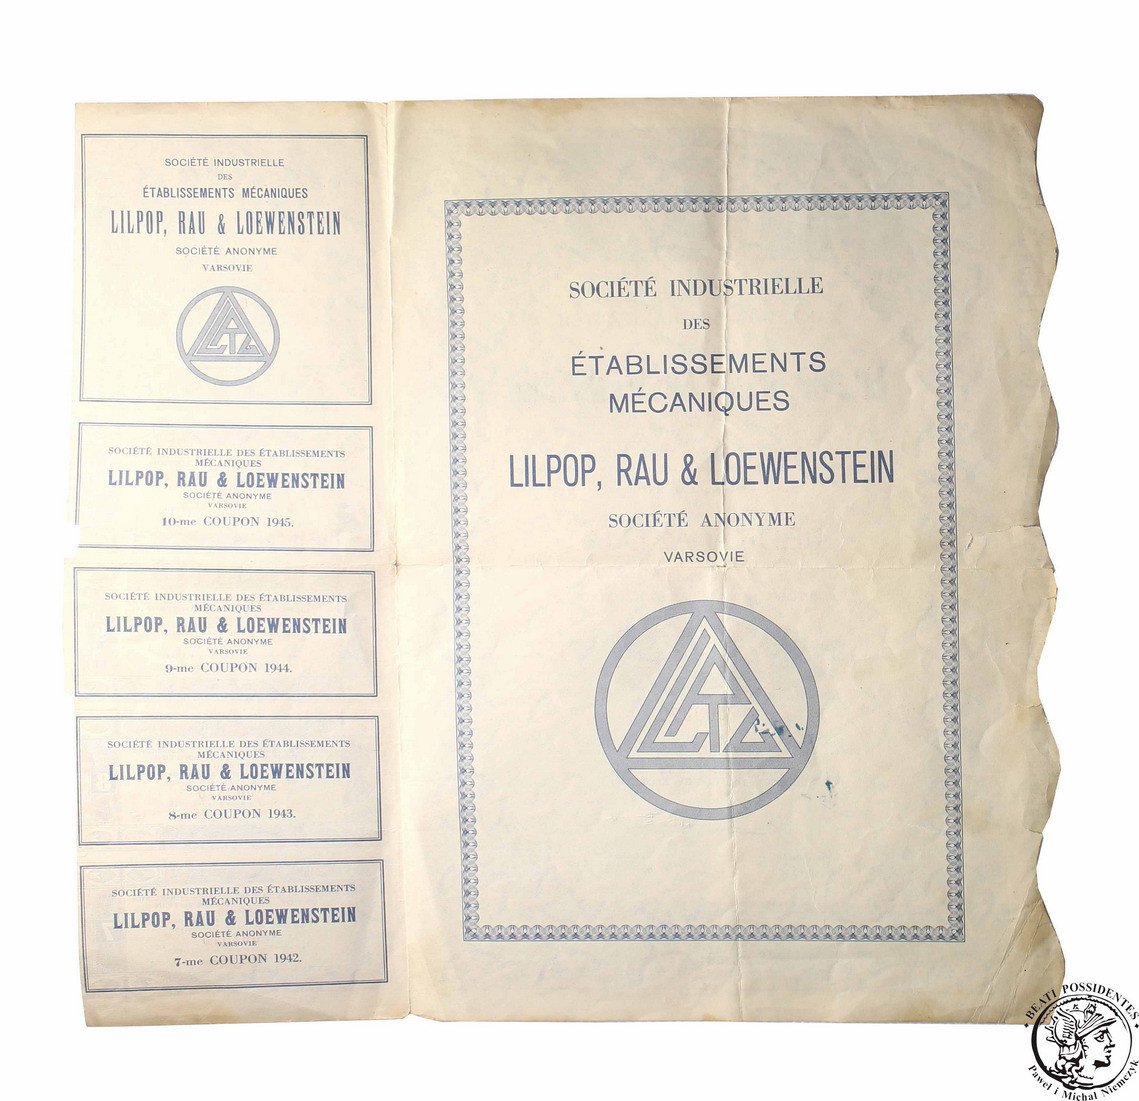 SOCIÉTÉ INDUSTRIELLE
DES
ÉTABLISSEMENTS MÉCANIQUES
LILPOP, RAU & LOEWENSTEIN
SOCIÉTÉ ANONYME
VARSOVIE
SOCIÉTÉ INDUSTRIELLE DES ÉTABLISSEMENTS
MÉCANIQUES
LILPOP, RAU & LOEWENSTEIN
SOCIÉTÉ ANONYME
VARSOVIE
10-me COUPON 1945.
SOCIÉTÉ INDUSTRIELLE DES ÉTABLISSEMENTS
MÉCANIQUES
LILPOP, RAU & LOEWENSTEIN
SOCIÉTÉ ANONYME
VARSOVIE
9-me COUPON 1944.
SOCIÉTÉ INDUSTRIELLE DES ÉTABLISSEMENTS
MÉCANIQUES
LILPOP, RAU & LOEWENSTEIN
SOCIÉTÉ ANONYME
VARSOVIE
8-me COUPON 1943.
SOCIÉTÉ INDUSTRIELLE DES ÉTABLISSEMENTS
MÉCANIQUES
LILPOP, RAU & LOEWENSTEIN
SOCIÉTÉ ANONYME
VARSOVIE
7-me COUPON 1942.
SOCIÉTÉ INDUSTRIELLE
DES
ÉTABLISSEMENTS
MÉCANIQUES
LILPOP, RAU & LOEWENSTEIN
SOCIÉTÉ ANONYME
VARSOVIE
BEATI POSSIDENTES
Paweł i Michał Niemczyk